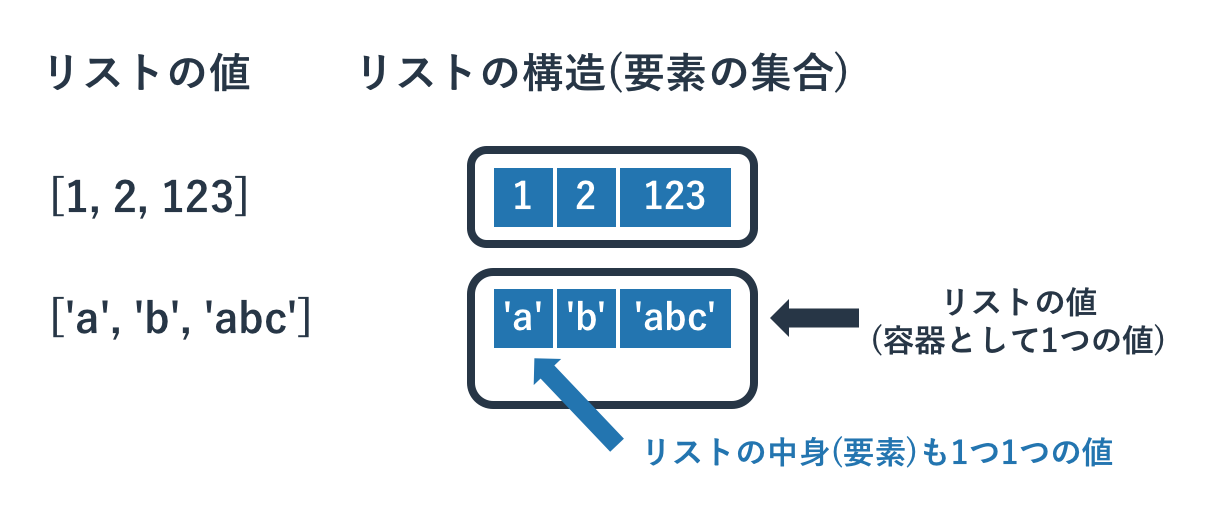 リストの値 リストの構造(要素の集合)
[1, 2, 123] 1 2 123
['a', 'b', 'abc'] 'a' 'b' 'abc'
リストの値
(容器として1つの値)
リストの中身(要素)も1つ1つの値